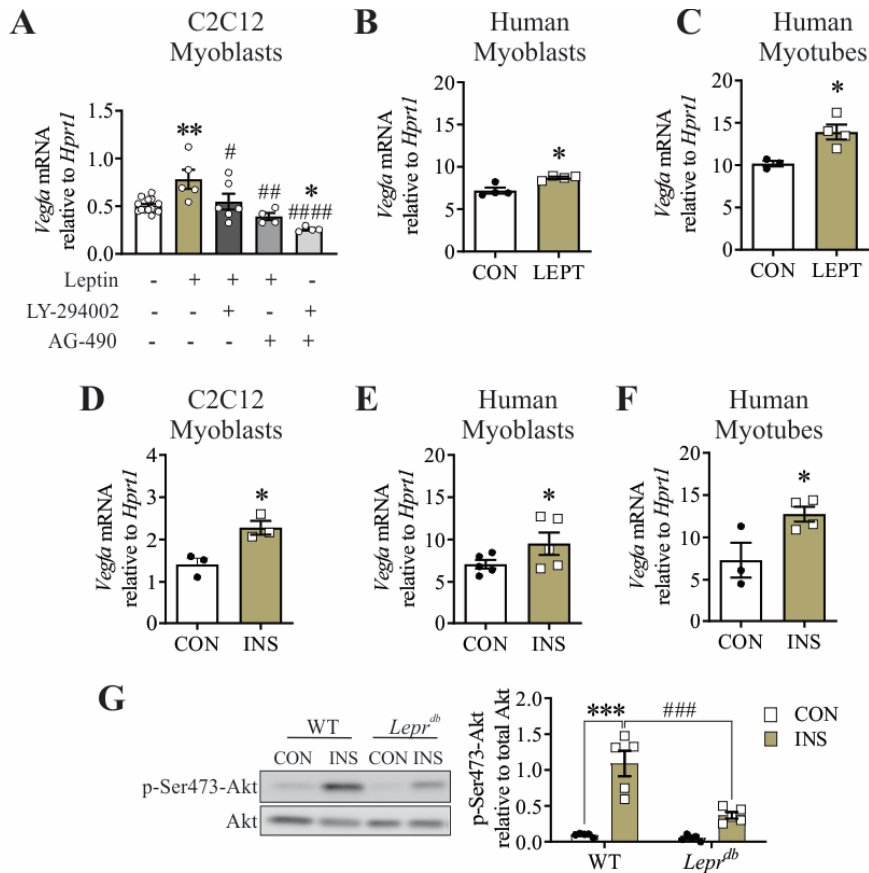 A
C2C12
Myoblasts
Vegfa mRNA
relative to Hprt1
1.5
1.0
0.5
0.0
**
#
##
*
####
Leptin - + + + -
LY-294002 - - + - +
AG-490 - - - + +
B
Human
Myoblasts
Vegfa mRNA
relative to Hprt1
20
15
10
5
0
*
CON LEPT
C
Human
Myotubes
Vegfa mRNA
relative to Hprt1
20
15
10
5
0
*
CON LEPT
D
C2C12
Myoblasts
Vegfa mRNA
relative to Hprt1
4
3
2
1
0
*
CON INS
E
Human
Myoblasts
Vegfa mRNA
relative to Hprt1
20
15
10
5
0
*
CON INS
F
Human
Myotubes
Vegfa mRNA
relative to Hprt1
20
15
10
5
0
*
CON INS
G
WT Lepr^db
CON INS CON INS
p-Ser473-Akt
Akt
p-Ser473-Akt
relative to total Akt
2.0
1.5
1.0
0.5
0.0
*** ###
WT Lepr^db
CON
INS